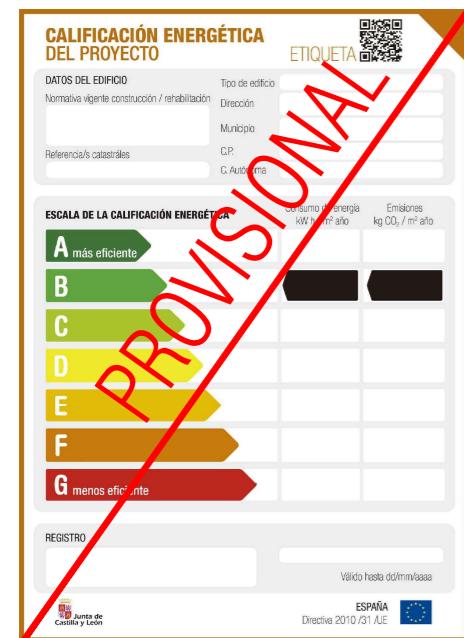 CALIFICACIÓN ENERGÉTICA
DEL PROYECTO
ETIQUETA
DATOS DEL EDIFICIO
Normativa vigente construcción / rehabilitación
Referencia/s catastráles
Tipo de edificio
Dirección
Municipio
C.P.
C. Autónoma
ESCALA DE LA CALIFICACIÓN ENERGÉTICA
Consumo de energía
kW h / m² año
Emisiones
kg CO₂ / m² año
A más eficiente
B
C
D
E
F
G menos eficiente
PROVISIONAL
REGISTRO
Válido hasta dd/mm/aaaa
Junta de
Castilla y León
ESPAÑA
Directiva 2010 /31 /UE